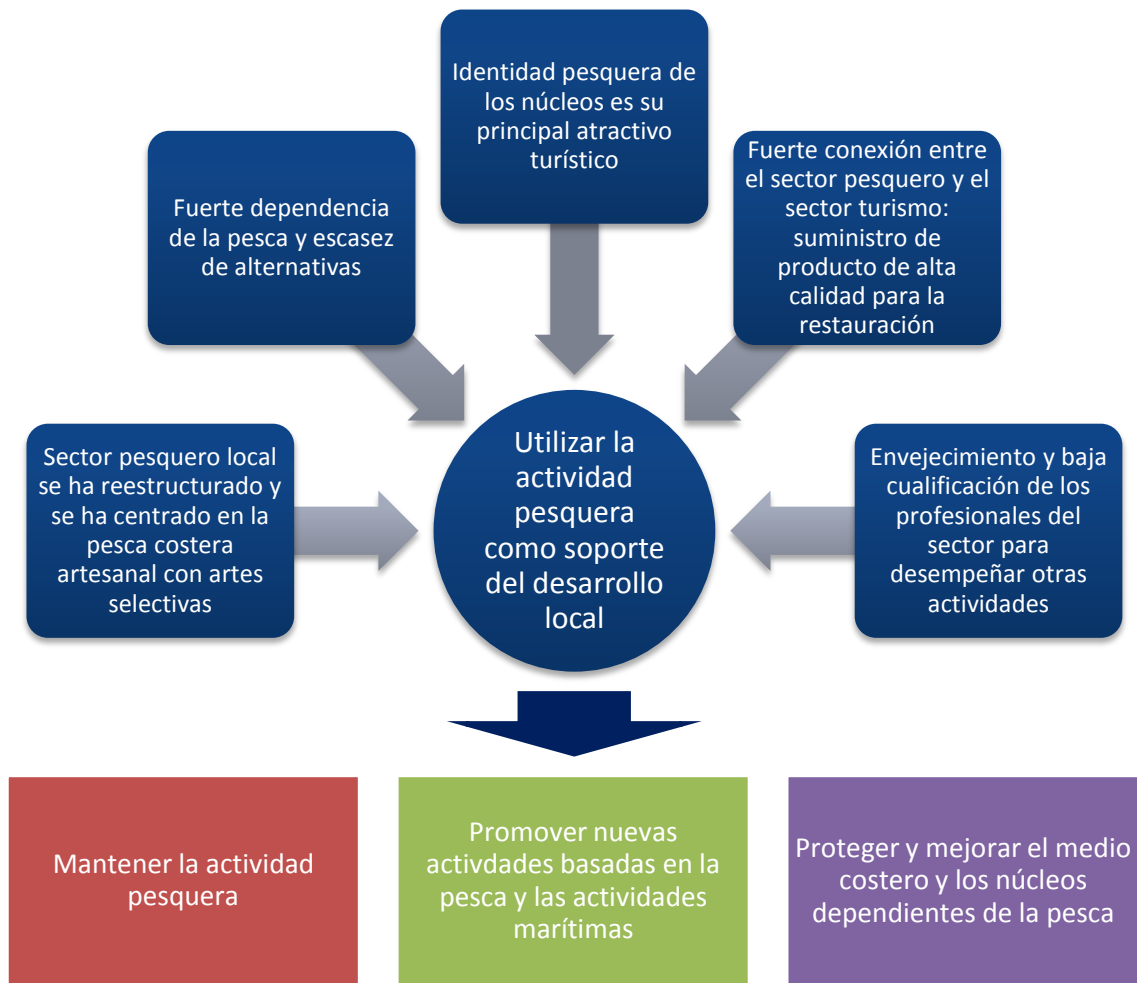 Identidad pesquera de
los núcleos es su
principal atractivo
turístico
Fuerte dependencia
de la pesca y escasez
de alternativas
Fuerte conexión entre
el sector pesquero y el
sector turismo:
suministro de
producto de alta
calidad para la
restauración
Sector pesquero local
se ha reestructurado y
se ha centrado en la
pesca costera
artesanal con artes
selectivas
Utilizar la
actividad
pesquera
como soporte
del desarrollo
local
Envejecimiento y baja
cualificación de los
profesionales del
sector para
desempeñar otras
actividades
Mantener la actividad
pesquera
Promover nuevas
activdades basadas en la
pesca y las actividades
marítimas
Proteger y mejorar el medio
costero y los núcleos
dependientes de la pesca